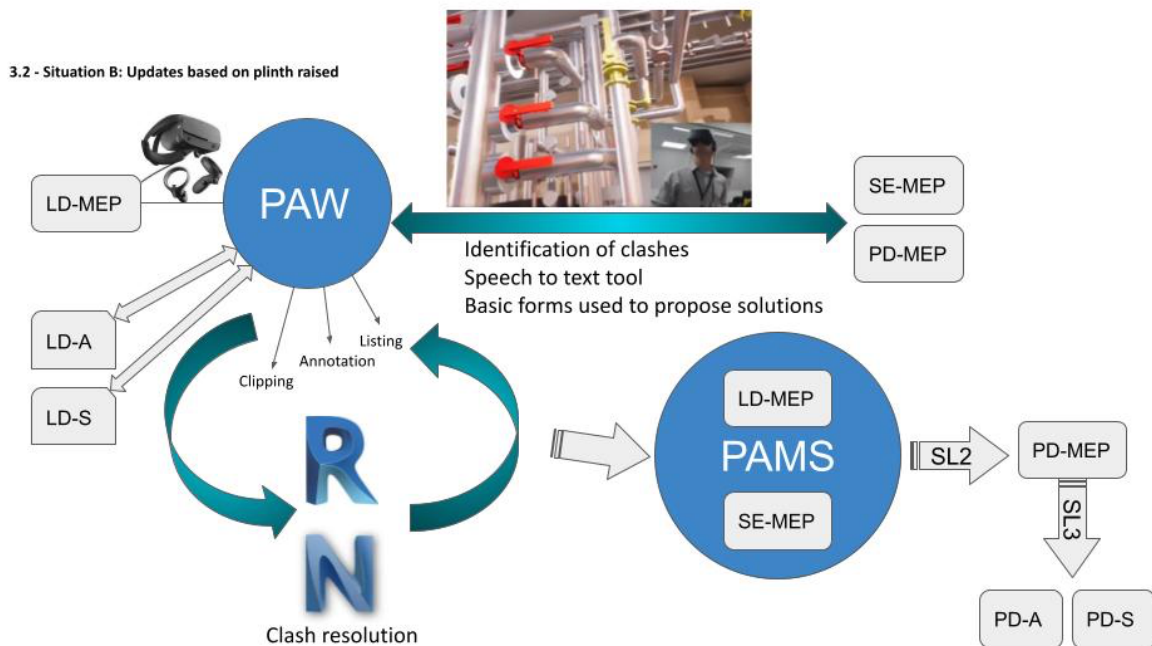 3.2 - Situation B: Updates based on plinth raised
LD-MEP
PAW
SE-MEP
PD-MEP
Identification of clashes
Speech to text tool
Basic forms used to propose solutions
LD-A
LD-S
Clipping
Annotation
Listing
R
N
Clash resolution
LD-MEP
PAMS
SE-MEP
SL2
PD-MEP
SL3
PD-A
PD-S